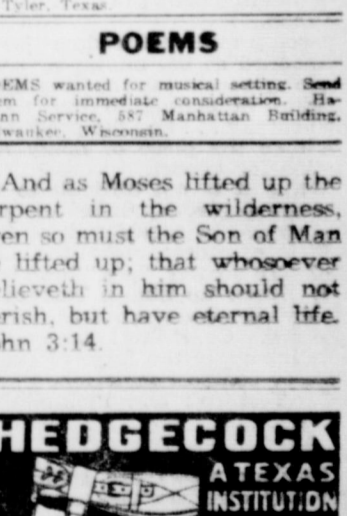 Tyler, Texas.
POEMS
EMS wanted for musical setting. Send
em for immediate consideration. Ha-
nn Service, 587 Manhattan Building,
waukee, Wisconsin.
And as Moses lifted up the
rpent in the wilderness,
en so must the Son of Man
lifted up; that whosoever
lieveth in him should not
rish, but have eternal life.
hn 3:14.
HEDGECOCK
A TEXAS
INSTITUTION